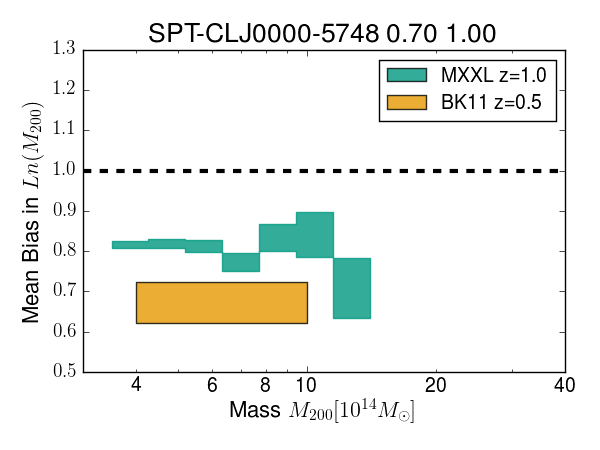 SPT-CLJ0000-5748 0.70 1.00
MXXL z=1.0
BK11 z=0.5
Mean Bias in Ln(M₂₀₀)
1.3
1.2
1.1
1.0
0.9
0.8
0.7
0.6
0.5
4 6 8 10 20 40
Mass M₂₀₀[10¹⁴M⊙]